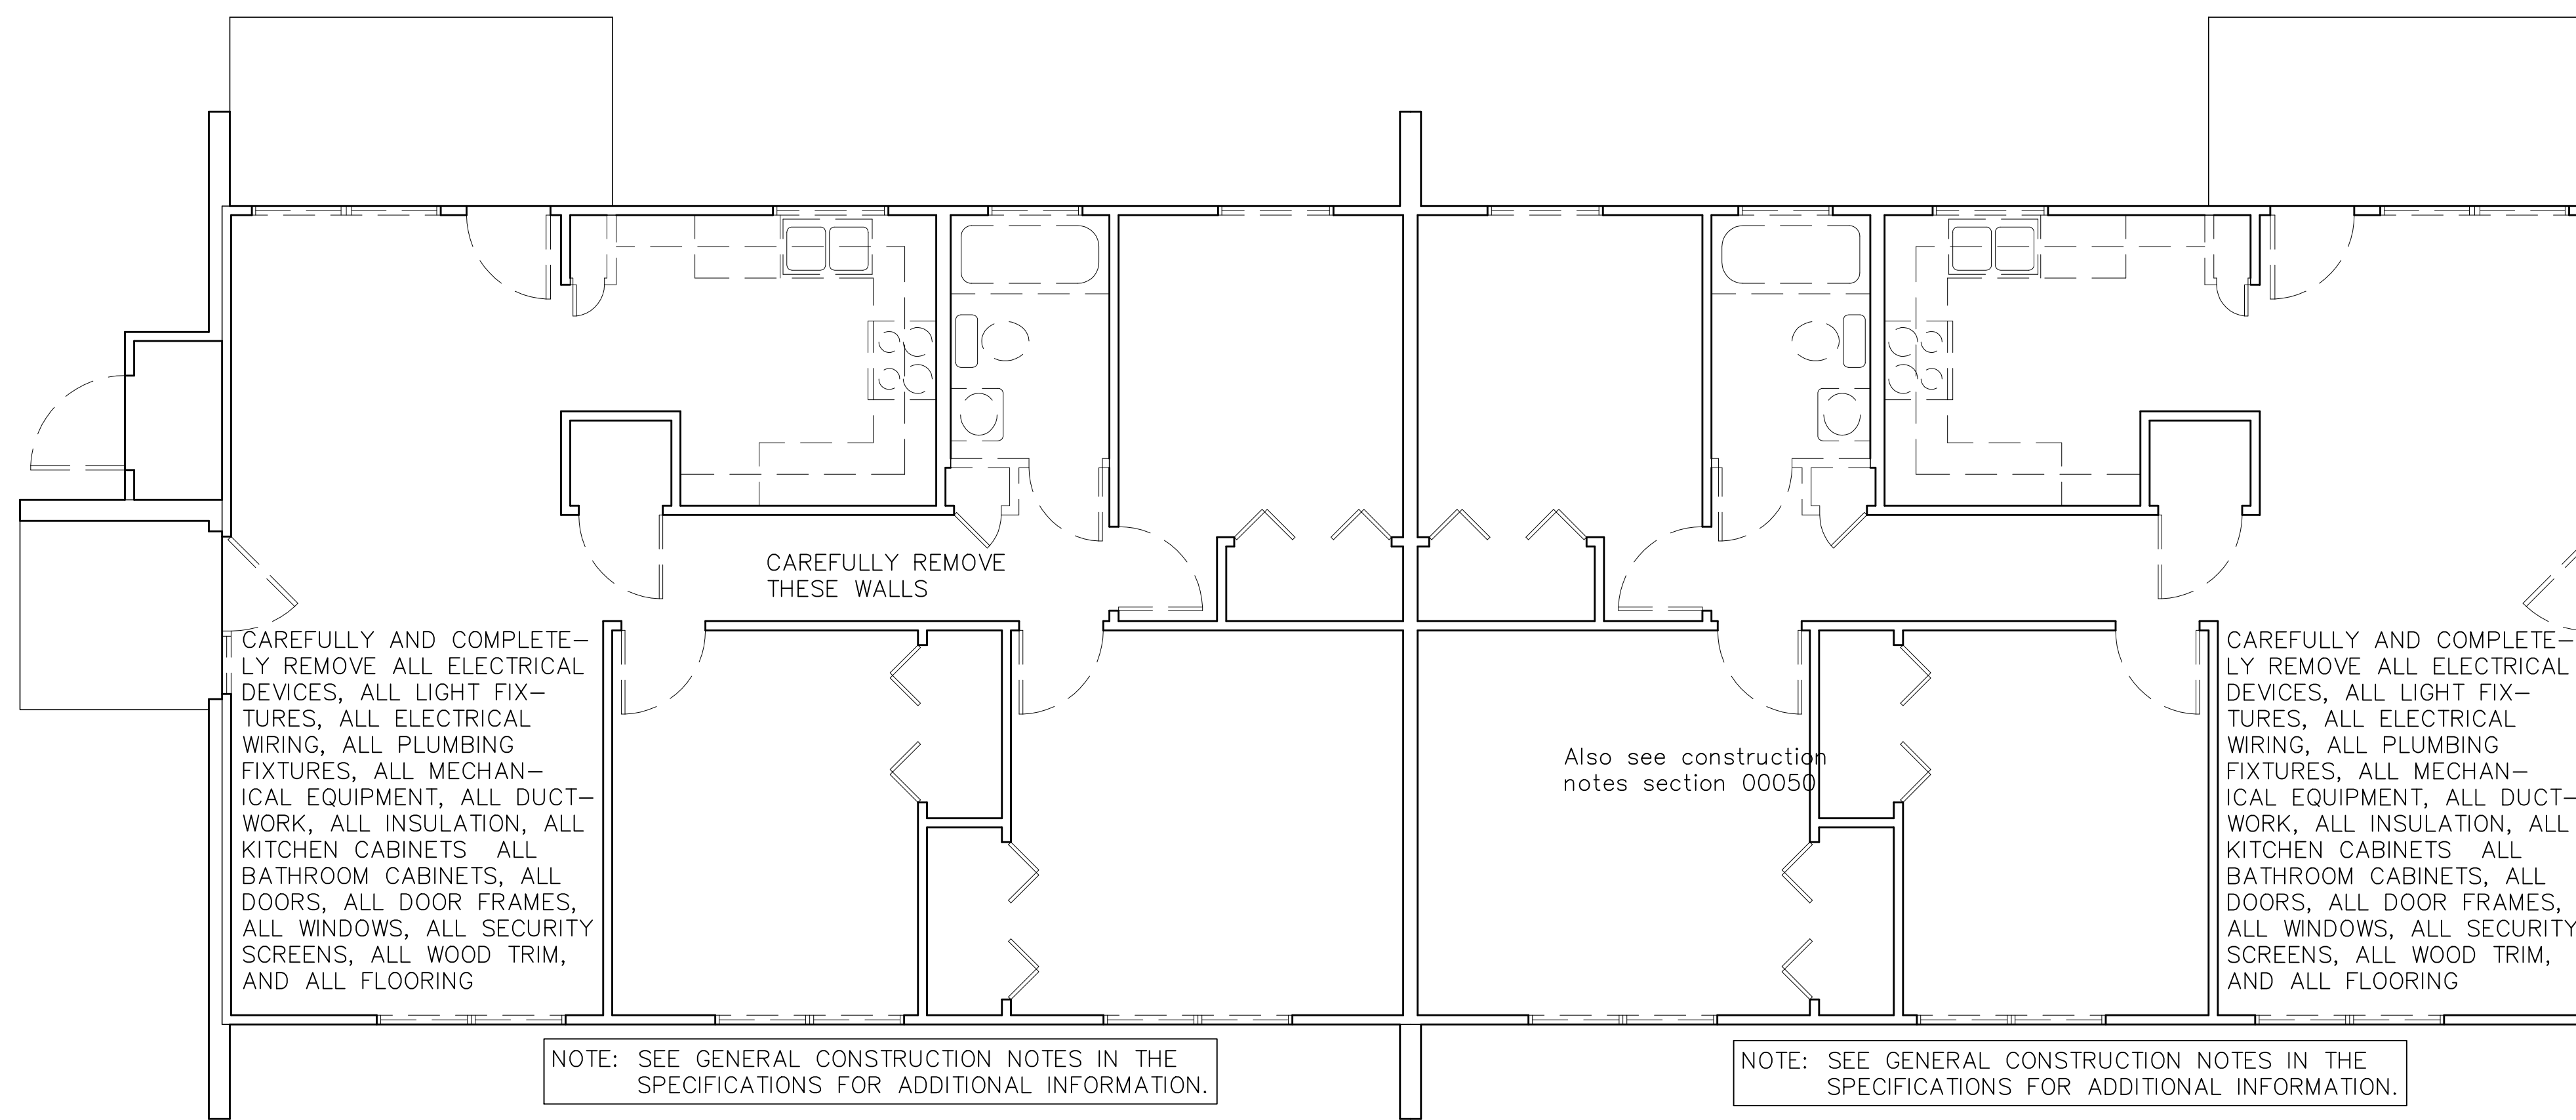 CAREFULLY REMOVE
THESE WALLS
CAREFULLY AND COMPLETE-
LY REMOVE ALL ELECTRICAL
DEVICES, ALL LIGHT FIX-
TURES, ALL ELECTRICAL
WIRING, ALL PLUMBING
FIXTURES, ALL MECHAN-
ICAL EQUIPMENT, ALL DUCT-
WORK, ALL INSULATION, ALL
KITCHEN CABINETS  ALL
BATHROOM CABINETS, ALL
DOORS, ALL DOOR FRAMES,
ALL WINDOWS, ALL SECURITY
SCREENS, ALL WOOD TRIM,
AND ALL FLOORING
Also see construction
notes section 00050
CAREFULLY AND COMPLETE-
LY REMOVE ALL ELECTRICAL
DEVICES, ALL LIGHT FIX-
TURES, ALL ELECTRICAL
WIRING, ALL PLUMBING
FIXTURES, ALL MECHAN-
ICAL EQUIPMENT, ALL DUCT-
WORK, ALL INSULATION, ALL
KITCHEN CABINETS  ALL
BATHROOM CABINETS, ALL
DOORS, ALL DOOR FRAMES,
ALL WINDOWS, ALL SECURITY
SCREENS, ALL WOOD TRIM,
AND ALL FLOORING
NOTE: SEE GENERAL CONSTRUCTION NOTES IN THE
SPECIFICATIONS FOR ADDITIONAL INFORMATION.
NOTE: SEE GENERAL CONSTRUCTION NOTES IN THE
SPECIFICATIONS FOR ADDITIONAL INFORMATION.